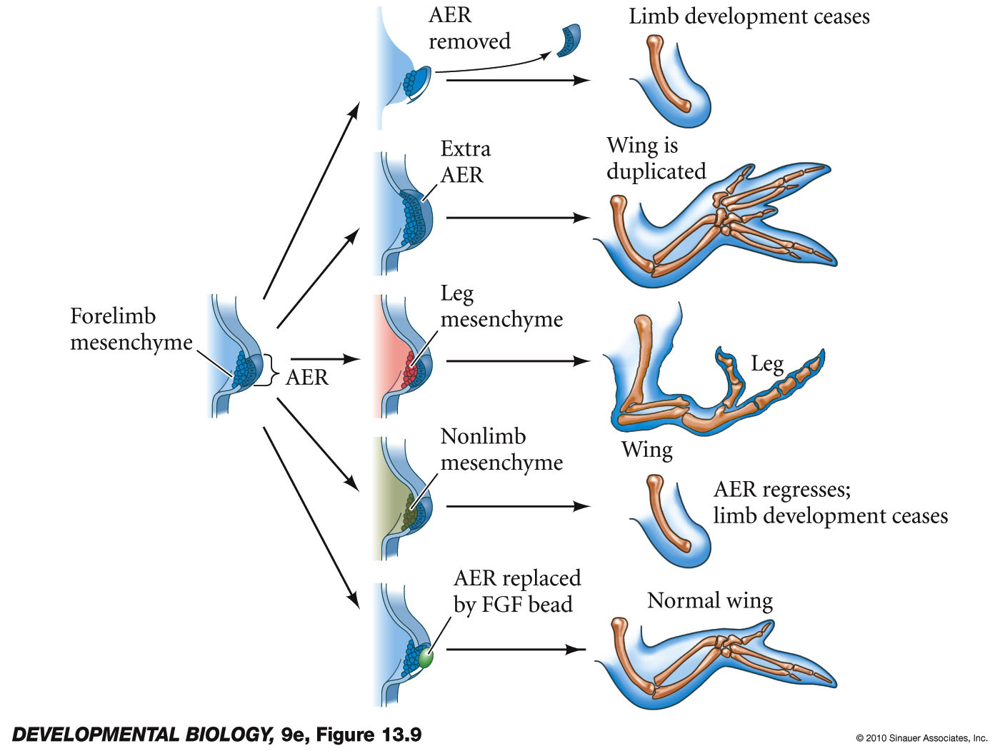 AER
removed
Limb development ceases
Extra
AER
Wing is
duplicated
Forelimb
mesenchyme
AER
Leg
mesenchyme
Leg
Wing
Nonlimb
mesenchyme
AER regresses;
limb development ceases
AER replaced
by FGF bead
Normal wing
DEVELOPMENTAL BIOLOGY, 9e, Figure 13.9
© 2010 Sinauer Associates, Inc.